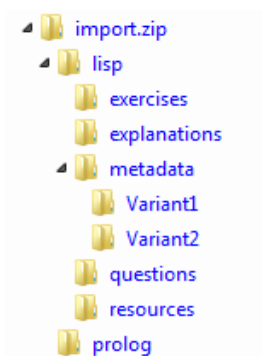 import.zip
lisp
exercises
explanations
metadata
Variant1
Variant2
questions
resources
prolog